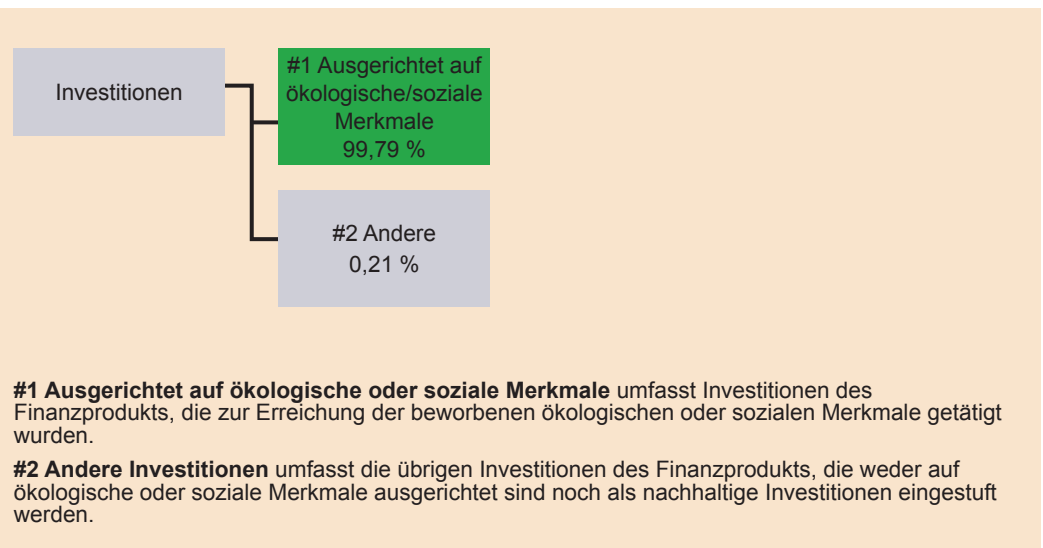 Investitionen
#1 Ausgerichtet auf
ökologische/soziale
Merkmale
99,79 %
#2 Andere
0,21 %
#1 Ausgerichtet auf ökologische oder soziale Merkmale umfasst Investitionen des
Finanzprodukts, die zur Erreichung der beworbenen ökologischen oder sozialen Merkmale getätigt
wurden.
#2 Andere Investitionen umfasst die übrigen Investitionen des Finanzprodukts, die weder auf
ökologische oder soziale Merkmale ausgerichtet sind noch als nachhaltige Investitionen eingestuft
werden.